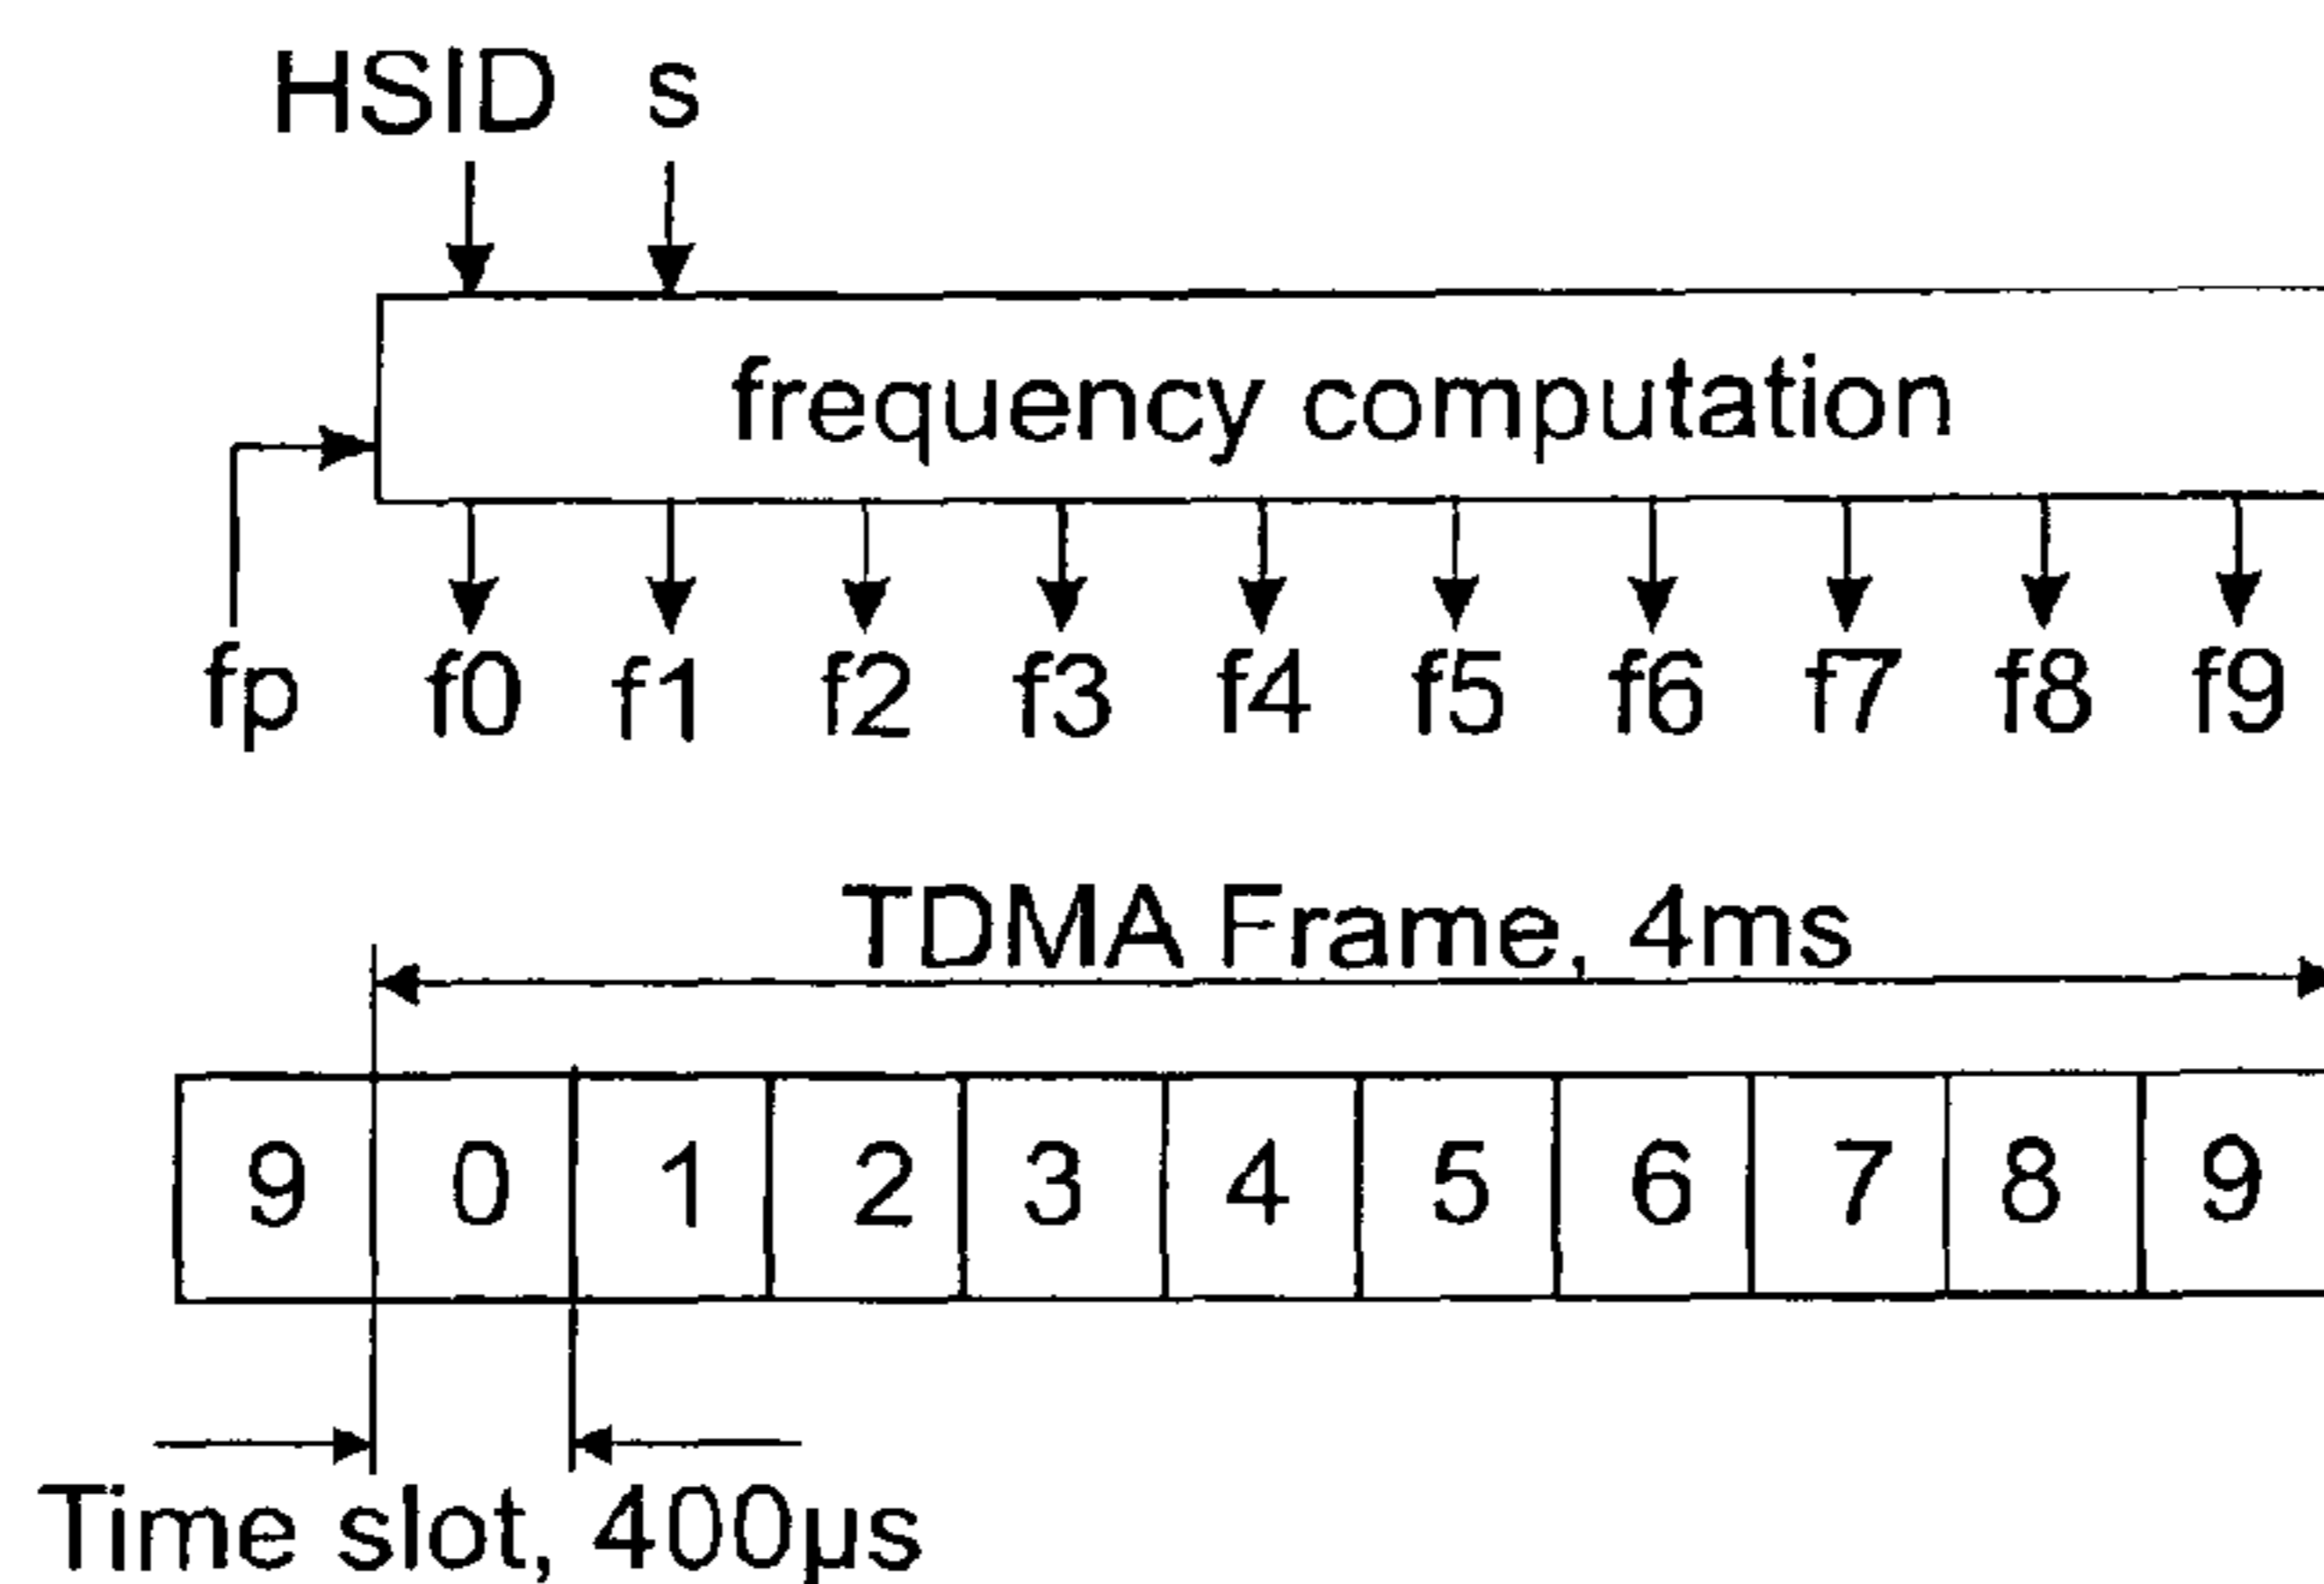 HSID s
frequency computation
fp f0 f1 f2 f3 f4 f5 f6 f7 f8 f9
TDMA Frame, 4ms
9 0 1 2 3 4 5 6 7 8 9
Time slot, 400µs